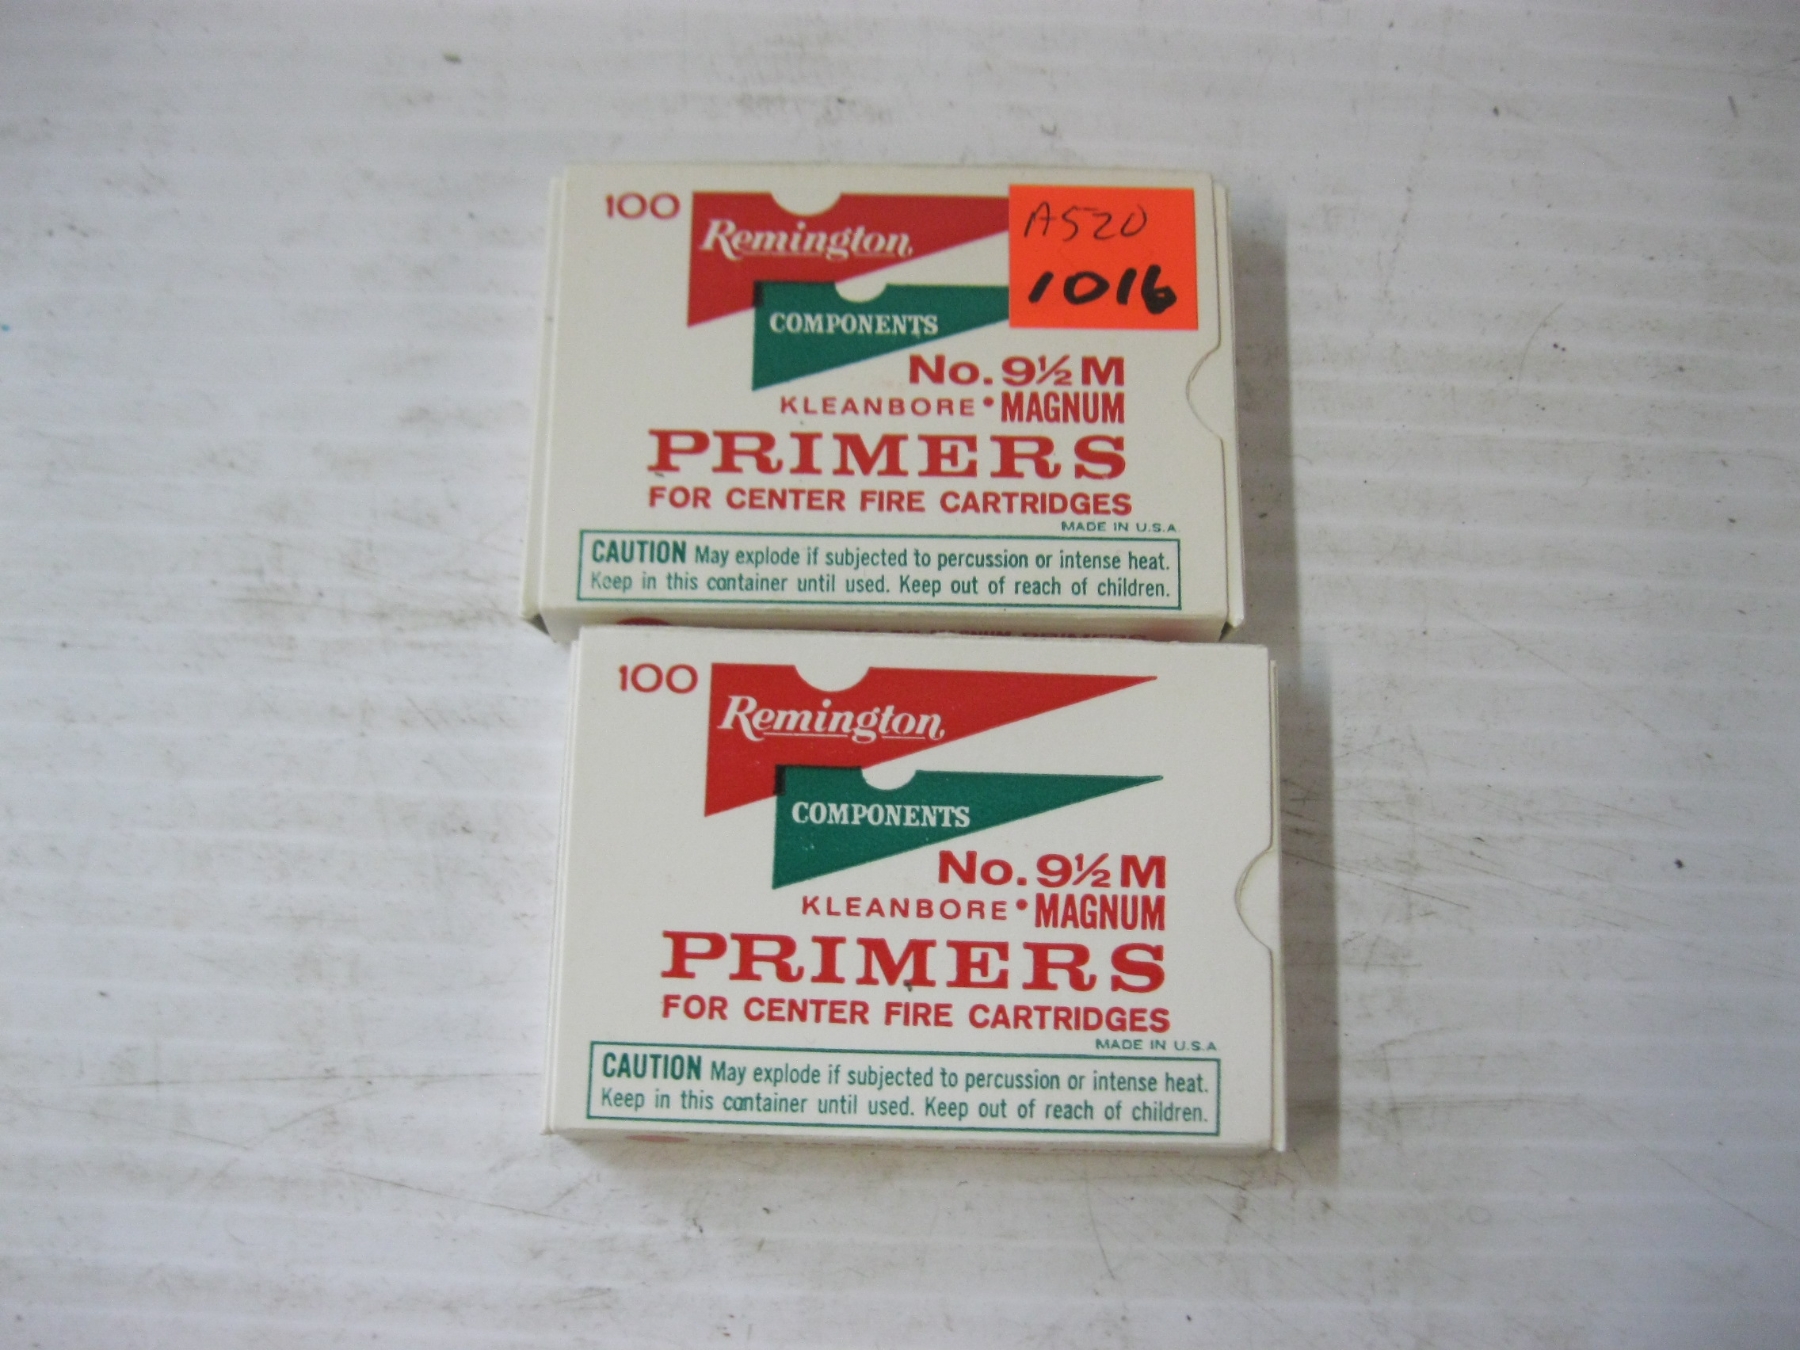 100
Remington
A520
1016
COMPONENTS
No. 9½ M
KLEANBORE • MAGNUM
PRIMERS
FOR CENTER FIRE CARTRIDGES
MADE IN U.S.A
CAUTION May explode if subjected to percussion or intense heat.
Keep in this container until used. Keep out of reach of children.
PRIMERS
100
Remington
COMPONENTS
No. 9½ M
KLEANBORE • MAGNUM
PRIMERS
FOR CENTER FIRE CARTRIDGES
MADE IN U.S.A
CAUTION May explode if subjected to percussion or intense heat.
Keep in this container until used. Keep out of reach of children.